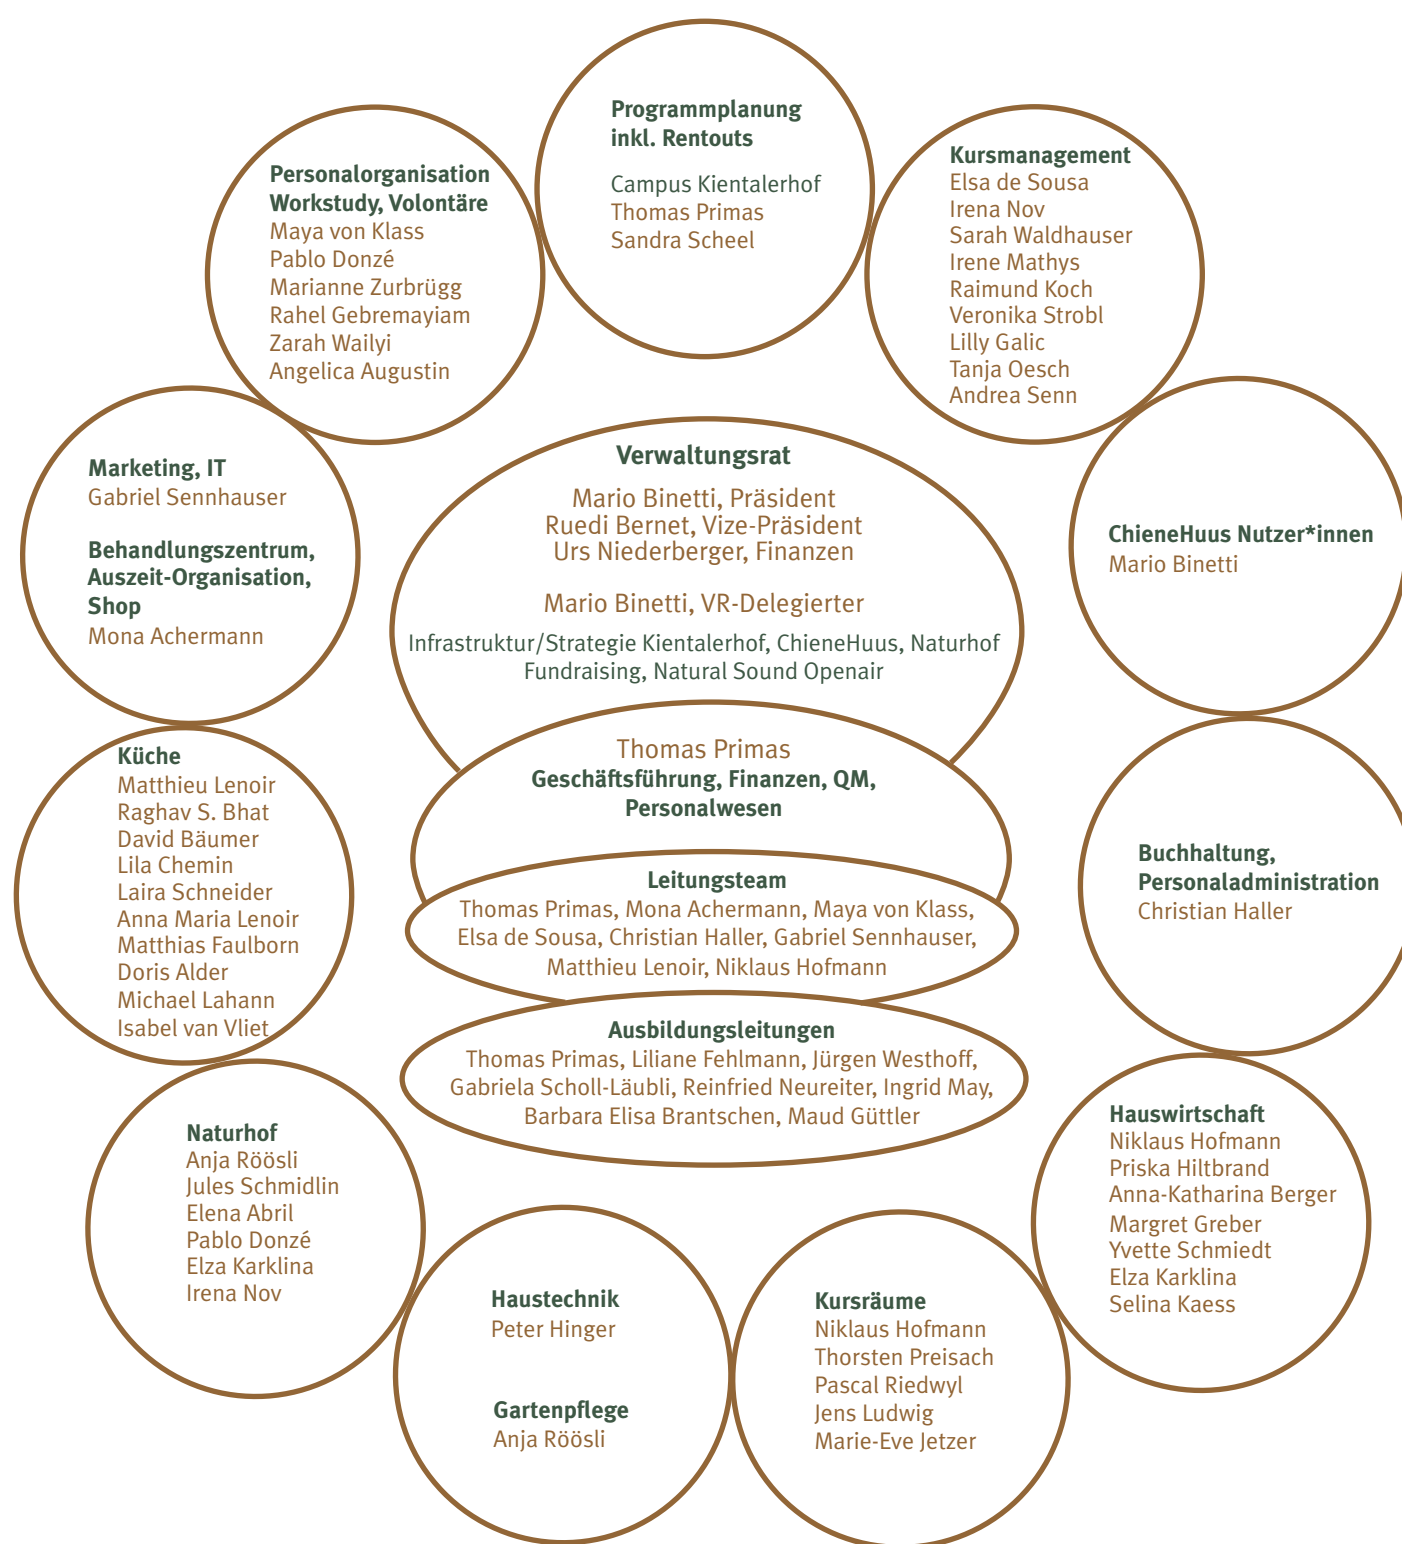 Programmplanung
inkl. Rentouts
Campus Kientalerhof
Thomas Primas
Sandra Scheel
Personalorganisation
Workstudy, Volontäre
Maya von Klass
Pablo Donzé
Marianne Zurbrügg
Rahel Gebremayiam
Zarah Wailyi
Angelica Augustin
Kursmanagement
Elsa de Sousa
Irena Nov
Sarah Waldhauser
Irene Mathys
Raimund Koch
Veronika Strobl
Lilly Galic
Tanja Oesch
Andrea Senn
Marketing, IT
Gabriel Sennhauser
Behandlungszentrum,
Auszeit-Organisation,
Shop
Mona Achermann
Verwaltungsrat
Mario Binetti, Präsident
Ruedi Bernet, Vize-Präsident
Urs Niederberger, Finanzen
Mario Binetti, VR-Delegierter
Infrastruktur/Strategie Kientalerhof, ChieneHuus, Naturhof
Fundraising, Natural Sound Openair
ChieneHuus Nutzer*innen
Mario Binetti
Thomas Primas
Geschäftsführung, Finanzen, QM,
Personalwesen
Leitungsteam
Thomas Primas, Mona Achermann, Maya von Klass,
Elsa de Sousa, Christian Haller, Gabriel Sennhauser,
Matthieu Lenoir, Niklaus Hofmann
Ausbildungsleitungen
Thomas Primas, Liliane Fehlmann, Jürgen Westhoff,
Gabriela Scholl-Läubli, Reinfried Neureiter, Ingrid May,
Barbara Elisa Brantschen, Maud Güttler
Küche
Matthieu Lenoir
Raghav S. Bhat
David Bäumer
Lila Chemin
Laira Schneider
Anna Maria Lenoir
Matthias Faulborn
Doris Alder
Michael Lahann
Isabel van Vliet
Buchhaltung,
Personaladministration
Christian Haller
Naturhof
Anja Röösli
Jules Schmidlin
Elena Abril
Pablo Donzé
Elza Karklina
Irena Nov
Hauswirtschaft
Niklaus Hofmann
Priska Hiltbrand
Anna-Katharina Berger
Margret Greber
Yvette Schmiedt
Elza Karklina
Selina Kaess
Haustechnik
Peter Hinger
Gartenpflege
Anja Röösli
Kursräume
Niklaus Hofmann
Thorsten Preisach
Pascal Riedwyl
Jens Ludwig
Marie-Eve Jetzer